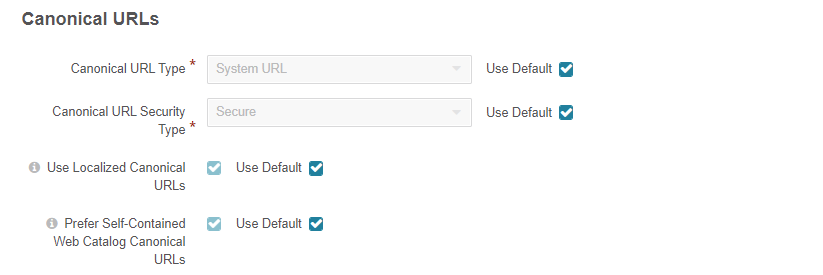 Canonical URLs
Canonical URL Type * System URL Use Default
Canonical URL Security Type * Secure Use Default
Use Localized Canonical URLs Use Default
Prefer Self-Contained Web Catalog Canonical URLs Use Default